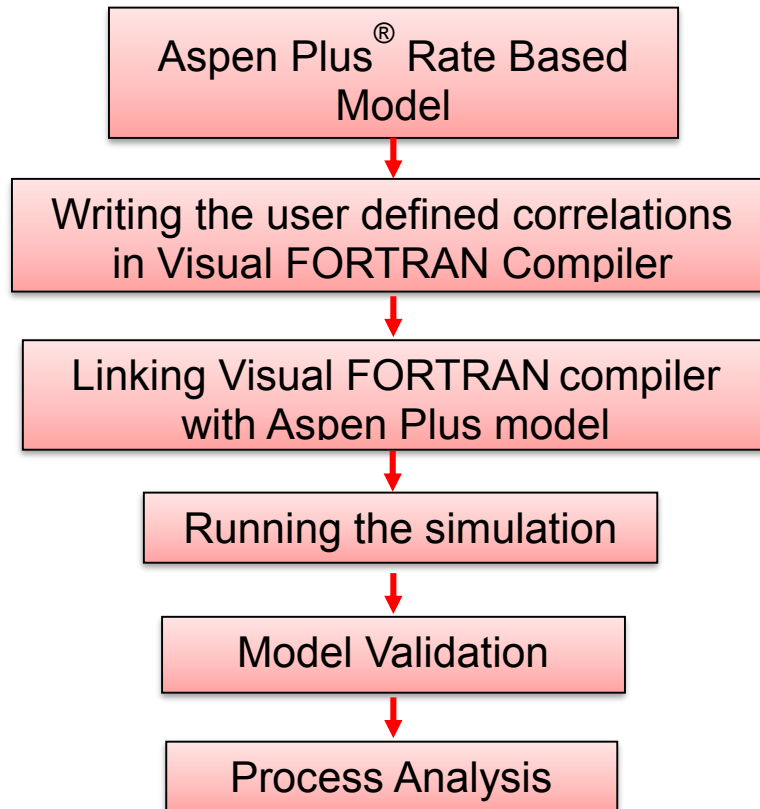 Aspen Plus® Rate Based
Model
Writing the user defined correlations
in Visual FORTRAN Compiler
Linking Visual FORTRAN compiler
with Aspen Plus model
Running the simulation
Model Validation
Process Analysis